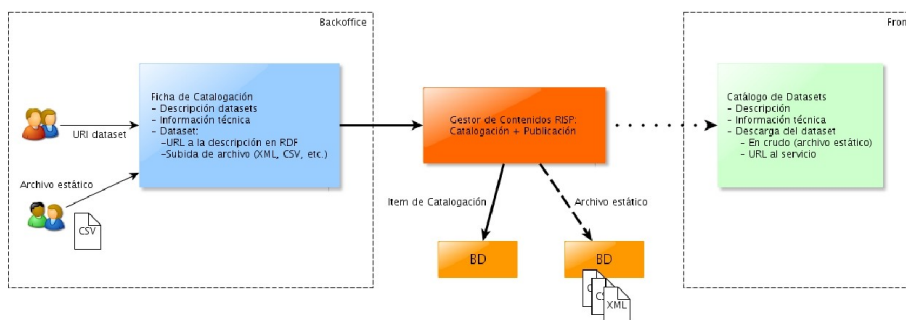 Backoffice
Front
Ficha de Catalogación
- Descripción datasets
- Información técnica
- Dataset:
-URL a la descripción en RDF
-Subida de archivo (XML, CSV, etc.)
URI dataset
Archivo estático
CSV
Gestor de Contenidos RISP:
Catalogación + Publicación
Item de Catalogación
Archivo estático
BD
BD
XML
Catálogo de Datasets
- Descripción
- Información técnica
- Descarga del dataset
- En crudo (archivo estático)
- URL al servicio